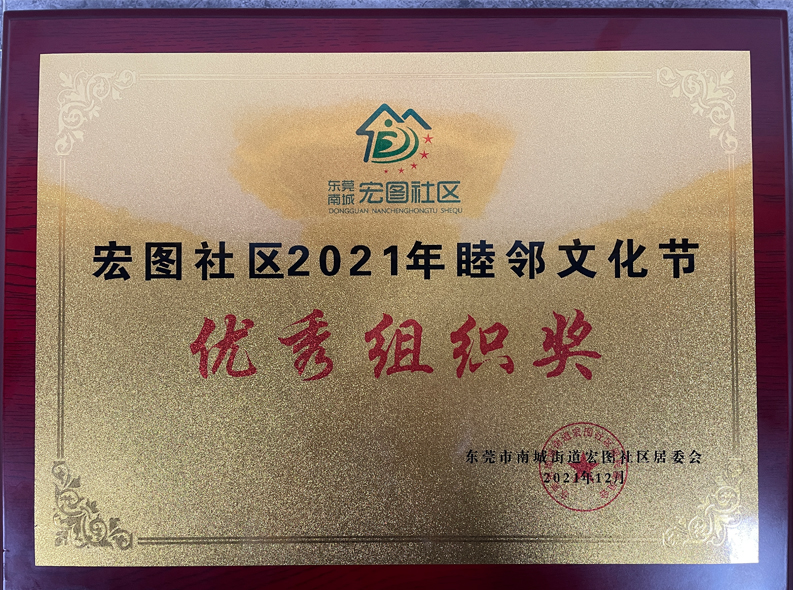 东莞
南城
宏图社区
DONGGUAN NANCHENGHONGTU SHEQU
宏图社区2021年睦邻文化节
优秀组织奖
东莞市南城街道宏图社区居委会
2021年12月